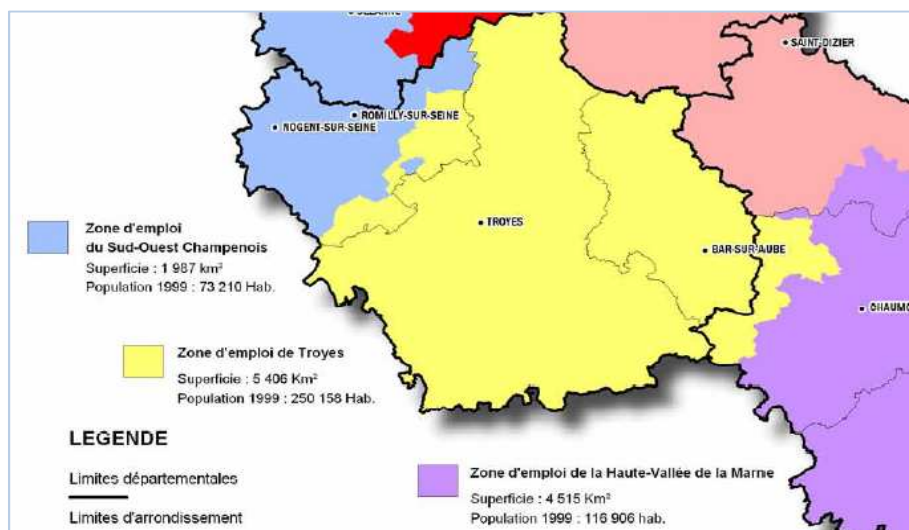 SAINT-DIZIER
ROMILLY-SUR-SEINE
NOGENT-SUR-SEINE
TROYES
BAR-SUR-AUBE
Zone d'emploi
du Sud-Ouest Champenois
Superficie : 1 987 km²
Population 1999 : 73 210 Hab.
Zone d'emploi de Troyes
Superficie : 5 406 Km²
Population 1999 : 250 158 Hab.
LEGENDE
Limites départementales
Limites d'arrondissement
Zone d'emploi de la Haute-Vallée de la Marne
Superficie : 4 515 Km²
Population 1999 : 116 906 hab.